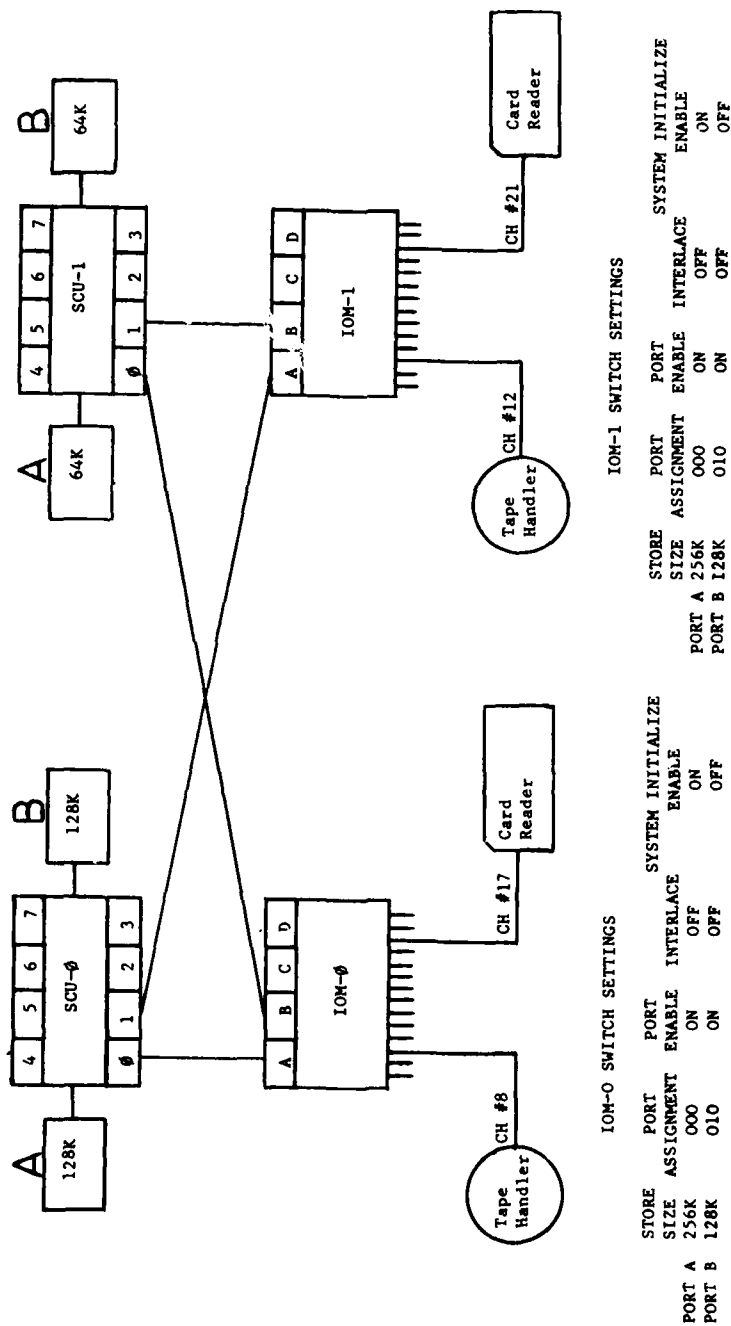 A
128K
B
128K
4 5 6 7
SCU-Ø
Ø 1 2 3
A B C D
IOM-Ø
CH #8
Tape
Handler
CH #17
Card
Reader
A
64K
B
64K
4 5 6 7
SCU-1
Ø 1 2 3
A B C D
IOM-1
CH #12
Tape
Handler
CH #21
Card
Reader
IOM-O SWITCH SETTINGS
STORE PORT PORT SYSTEM INITIALIZE
SIZE ASSIGNMENT ENABLE INTERLACE ENABLE
PORT A 256K 000 ON OFF ON
PORT B 128K 010 ON OFF OFF
IOM-1 SWITCH SETTINGS
STORE PORT PORT SYSTEM INITIALIZE
SIZE ASSIGNMENT ENABLE INTERLACE ENABLE
PORT A 256K 000 ON OFF ON
PORT B 128K 010 ON OFF OFF